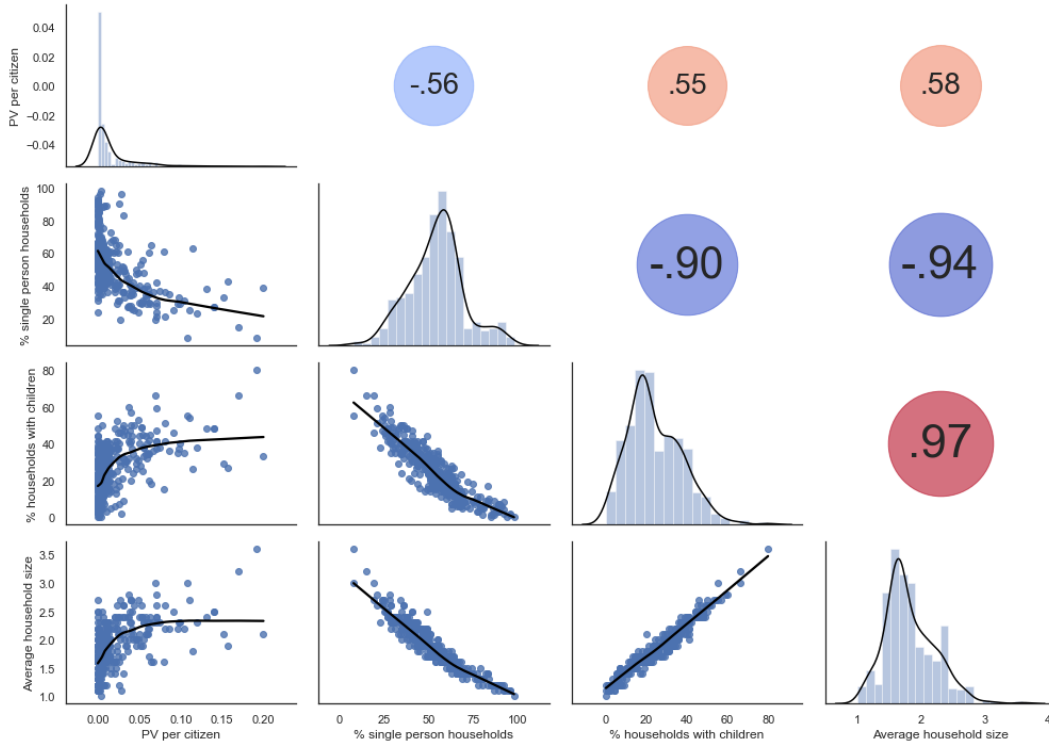 PV per citizen
0.04
0.02
0.00
−0.02
−0.04
-.56
.55
.58
% single person households
100
80
60
40
20
-.90
-.94
% households with children
80
60
40
20
0
.97
Average household size
3.5
3.0
2.5
2.0
1.5
1.0
0.00 0.05 0.10 0.15 0.20
0 25 50 75 100
0 20 40 60 80
1 2 3 4
PV per citizen
% single person households
% households with children
Average household size